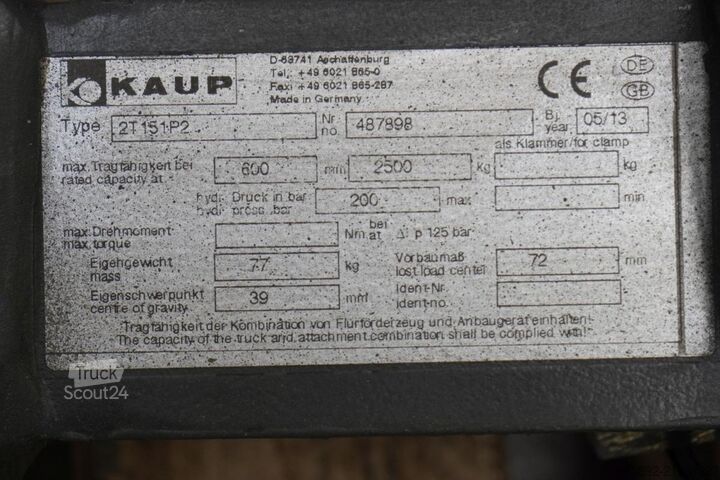 KAUP
D-63741 Aschaffenburg
Tel. +49 6021 865-0
Fax: +49 6021 865-287
Made in Germany
CE
DE
GB
Type 2T151P2 Nr. no. 487898 Bj. year 05/13
als Klammer/for clamp
max. Tragfähigkeit bei rated capacity at 600 mm 2500 kg kg
hydr. Druck in bar hydr. press. bar 200 max min
max. Drehmoment max. torque Nm bei at Δ p 125 bar
Eigengewicht mass 77 kg Vorbaumaß lost load center 72 mm
Eigenschwerpunkt centre of gravity 39 mm Ident-Nr. ident-no.
Tragfähigkeit der Kombination von Flurförderzeug und Anbaugerät einhalten!
The capacity of the truck and attachment combination shall be complied with!
Truck
Scout24